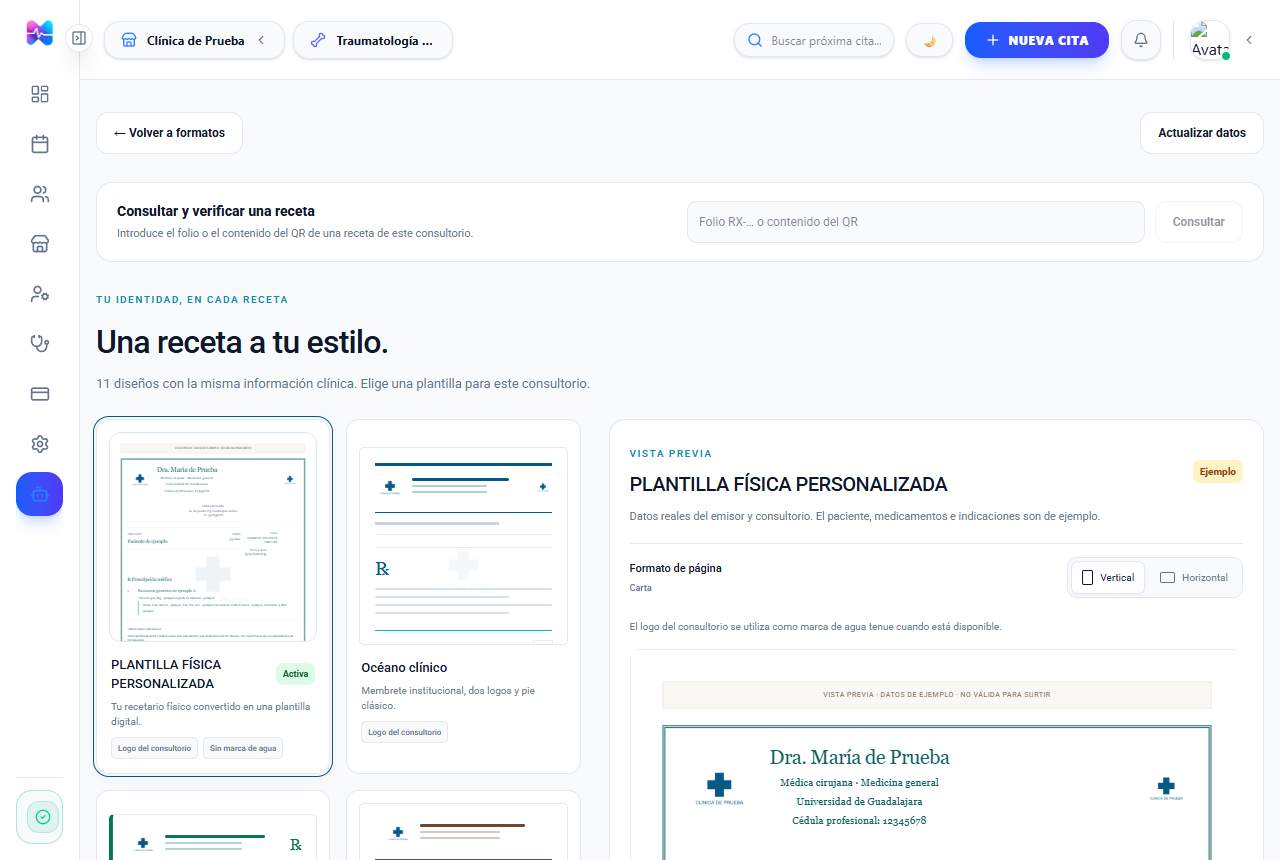 Clínica de Prueba
Traumatología ...
Buscar próxima cita...
NUEVA CITA
Avata
← Volver a formatos
Actualizar datos
Consultar y verificar una receta
Introduce el folio o el contenido del QR de una receta de este consultorio.
Folio RX-... o contenido del QR
Consultar
TU IDENTIDAD, EN CADA RECETA
Una receta a tu estilo.
11 diseños con la misma información clínica. Elige una plantilla para este consultorio.
Dra. María de Prueba
Paciente de ejemplo
℞ Prescripción médica
PLANTILLA FÍSICA PERSONALIZADA
Activa
Tu recetario físico convertido en una plantilla digital.
Logo del consultorio
Sin marca de agua
℞
Océano clínico
Membrete institucional, dos logos y pie clásico.
Logo del consultorio
℞
VISTA PREVIA
PLANTILLA FÍSICA PERSONALIZADA
Ejemplo
Datos reales del emisor y consultorio. El paciente, medicamentos e indicaciones son de ejemplo.
Formato de página
Carta
Vertical
Horizontal
El logo del consultorio se utiliza como marca de agua tenue cuando está disponible.
VISTA PREVIA · DATOS DE EJEMPLO · NO VÁLIDA PARA SURTIR
CLÍNICA DE PRUEBA
Dra. María de Prueba
Médica cirujana · Medicina general
Universidad de Guadalajara
Cédula profesional: 12345678
CLÍNICA DE PRUEBA